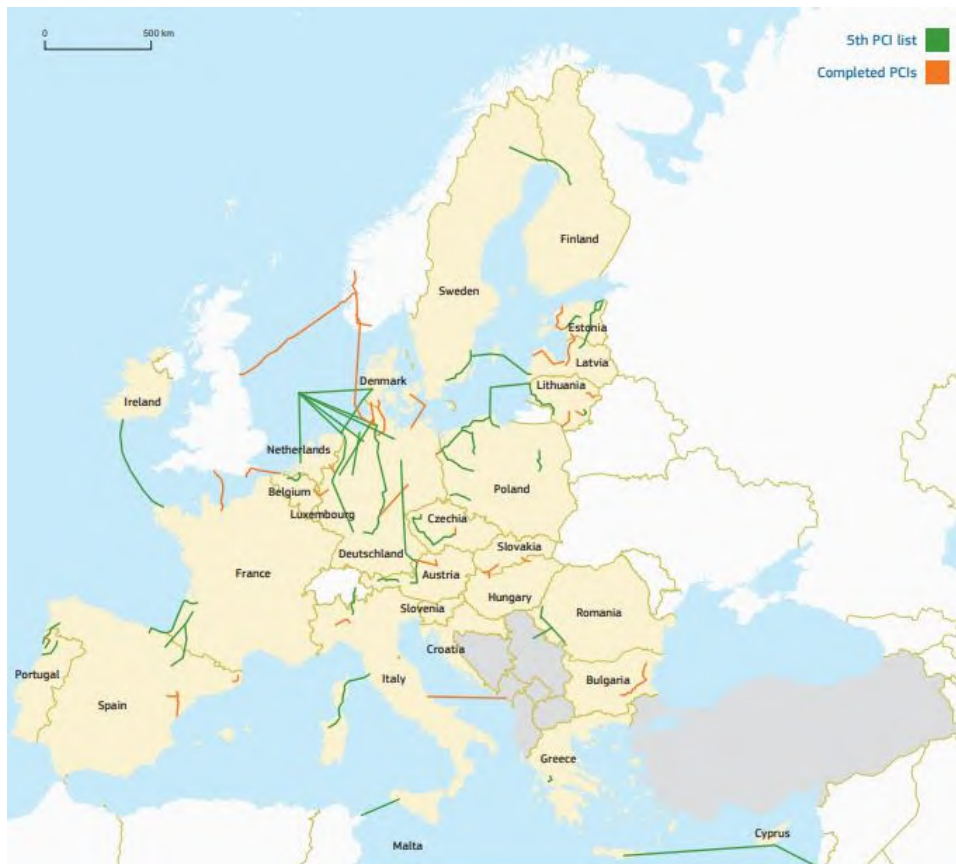 0 500 km
5th PCI list
Completed PCIs
Finland
Sweden
Estonia
Latvia
Denmark
Lithuania
Ireland
Netherlands
Belgium
Poland
Luxembourg
Czechia
Slovakia
Deutschland
France
Austria
Hungary
Slovenia
Romania
Croatia
Portugal
Italy
Bulgaria
Spain
Greece
Cyprus
Malta